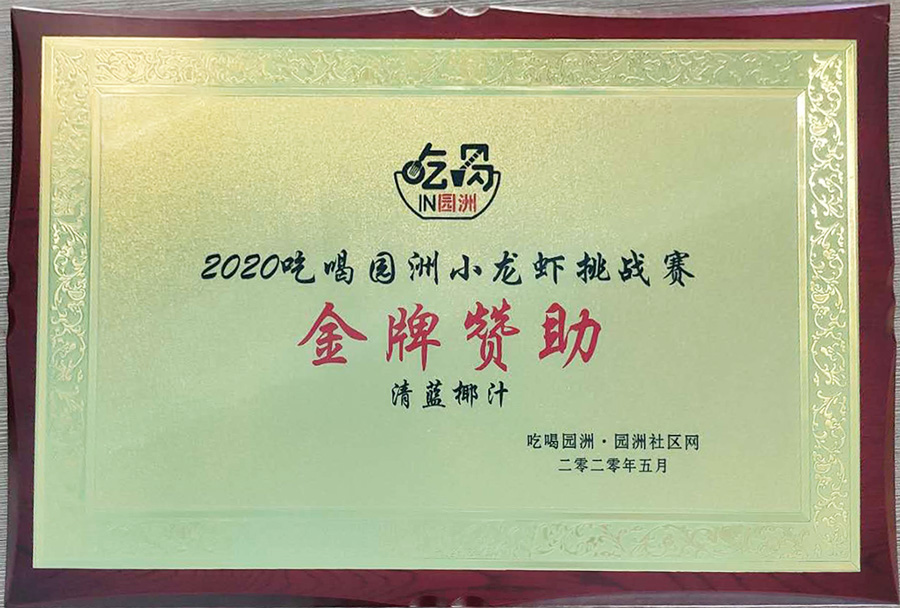 吃喝
IN园洲
2020吃喝园洲小龙虾挑战赛
金牌赞助
清蓝椰汁
吃喝园洲·园洲社区网
二零二零年五月